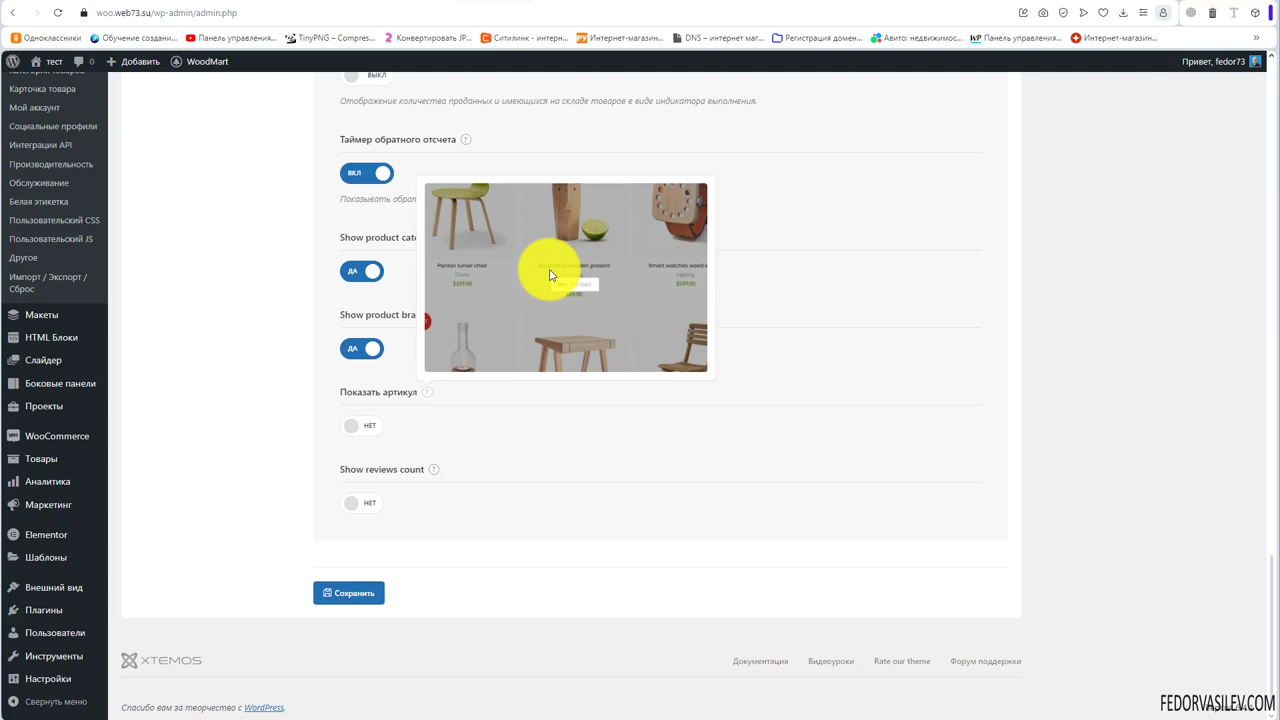 woo.web73.su/wp-admin/admin.php
Одноклассники
Обучение создани...
Панель управления...
TinyPNG – Compres...
Конвертировать JP...
Ситилинк - интерн...
Интернет-магазин...
DNS – интернет маг...
Регистрация домен...
Авито: недвижимос...
Панель управления...
Интернет-магазин...
тест
0
Добавить
WoodMart
Привет, fedor73
Категории товаров
Карточка товара
Мой аккаунт
Социальные профили
Интеграции API
Производительность
Обслуживание
Белая этикетка
Пользовательский CSS
Пользовательский JS
Другое
Импорт / Экспорт /
Сброс
Макеты
HTML Блоки
Слайдер
Боковые панели
Проекты
WooCommerce
Товары
Аналитика
Маркетинг
Elementor
Шаблоны
Внешний вид
Плагины
Пользователи
Инструменты
Настройки
Свернуть меню
ВЫКЛ
Отображение количества проданных и имеющихся на складе товаров в виде индикатора выполнения.
Таймер обратного отсчета
ВКЛ
Показывать обрат
Show product cate
ДА
Show product bra
ДА
Panton tunior chair
Smart watches wood e
Lighting
$599.00
Показать артикул
НЕТ
Show reviews count
НЕТ
Сохранить
XTEMOS
Документация
Видеоуроки
Rate our theme
Форум поддержки
Спасибо вам за творчество с WordPress.
FEDORVASILEV.COM